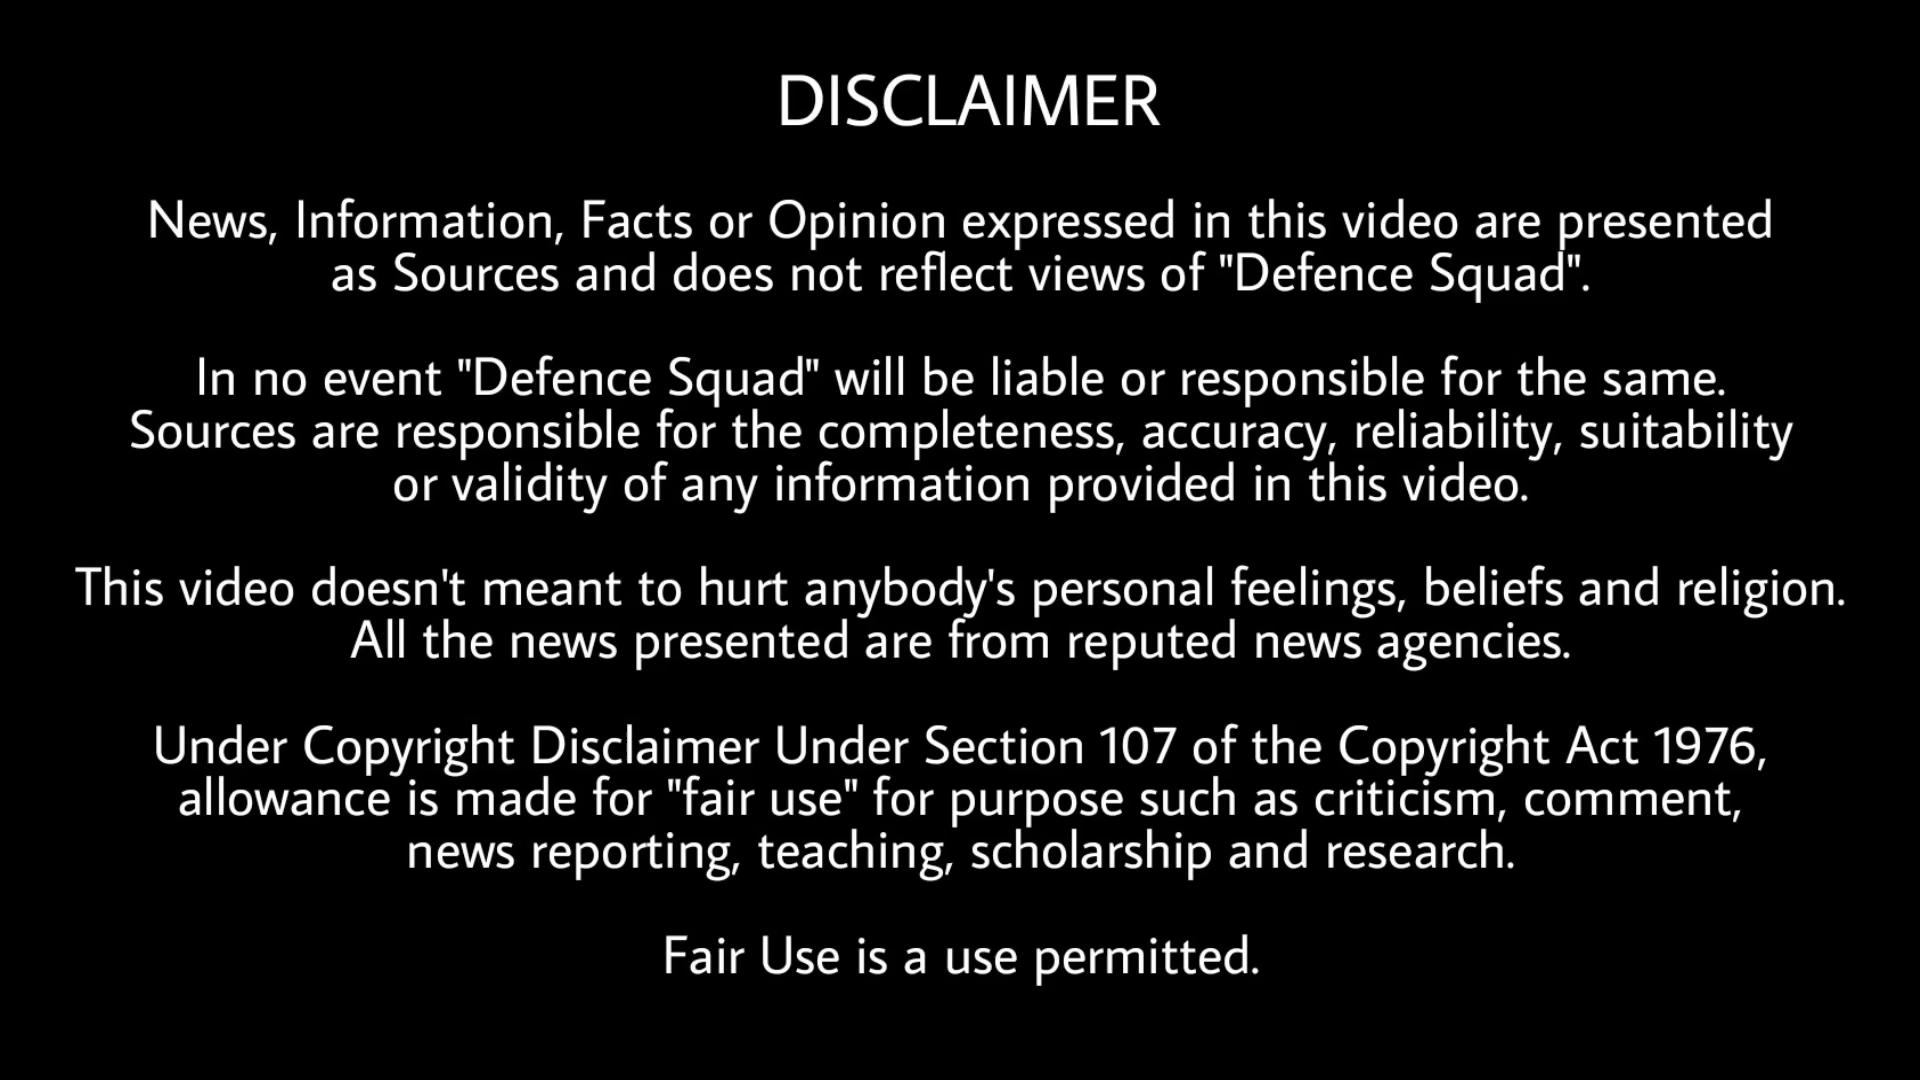 DISCLAIMER
News, Information, Facts or Opinion expressed in this video are presented
as Sources and does not reflect views of "Defence Squad".
In no event "Defence Squad" will be liable or responsible for the same.
Sources are responsible for the completeness, accuracy, reliability, suitability
or validity of any information provided in this video.
This video doesn't meant to hurt anybody's personal feelings, beliefs and religion.
All the news presented are from reputed news agencies.
Under Copyright Disclaimer Under Section 107 of the Copyright Act 1976,
allowance is made for "fair use" for purpose such as criticism, comment,
news reporting, teaching, scholarship and research.
Fair Use is a use permitted.